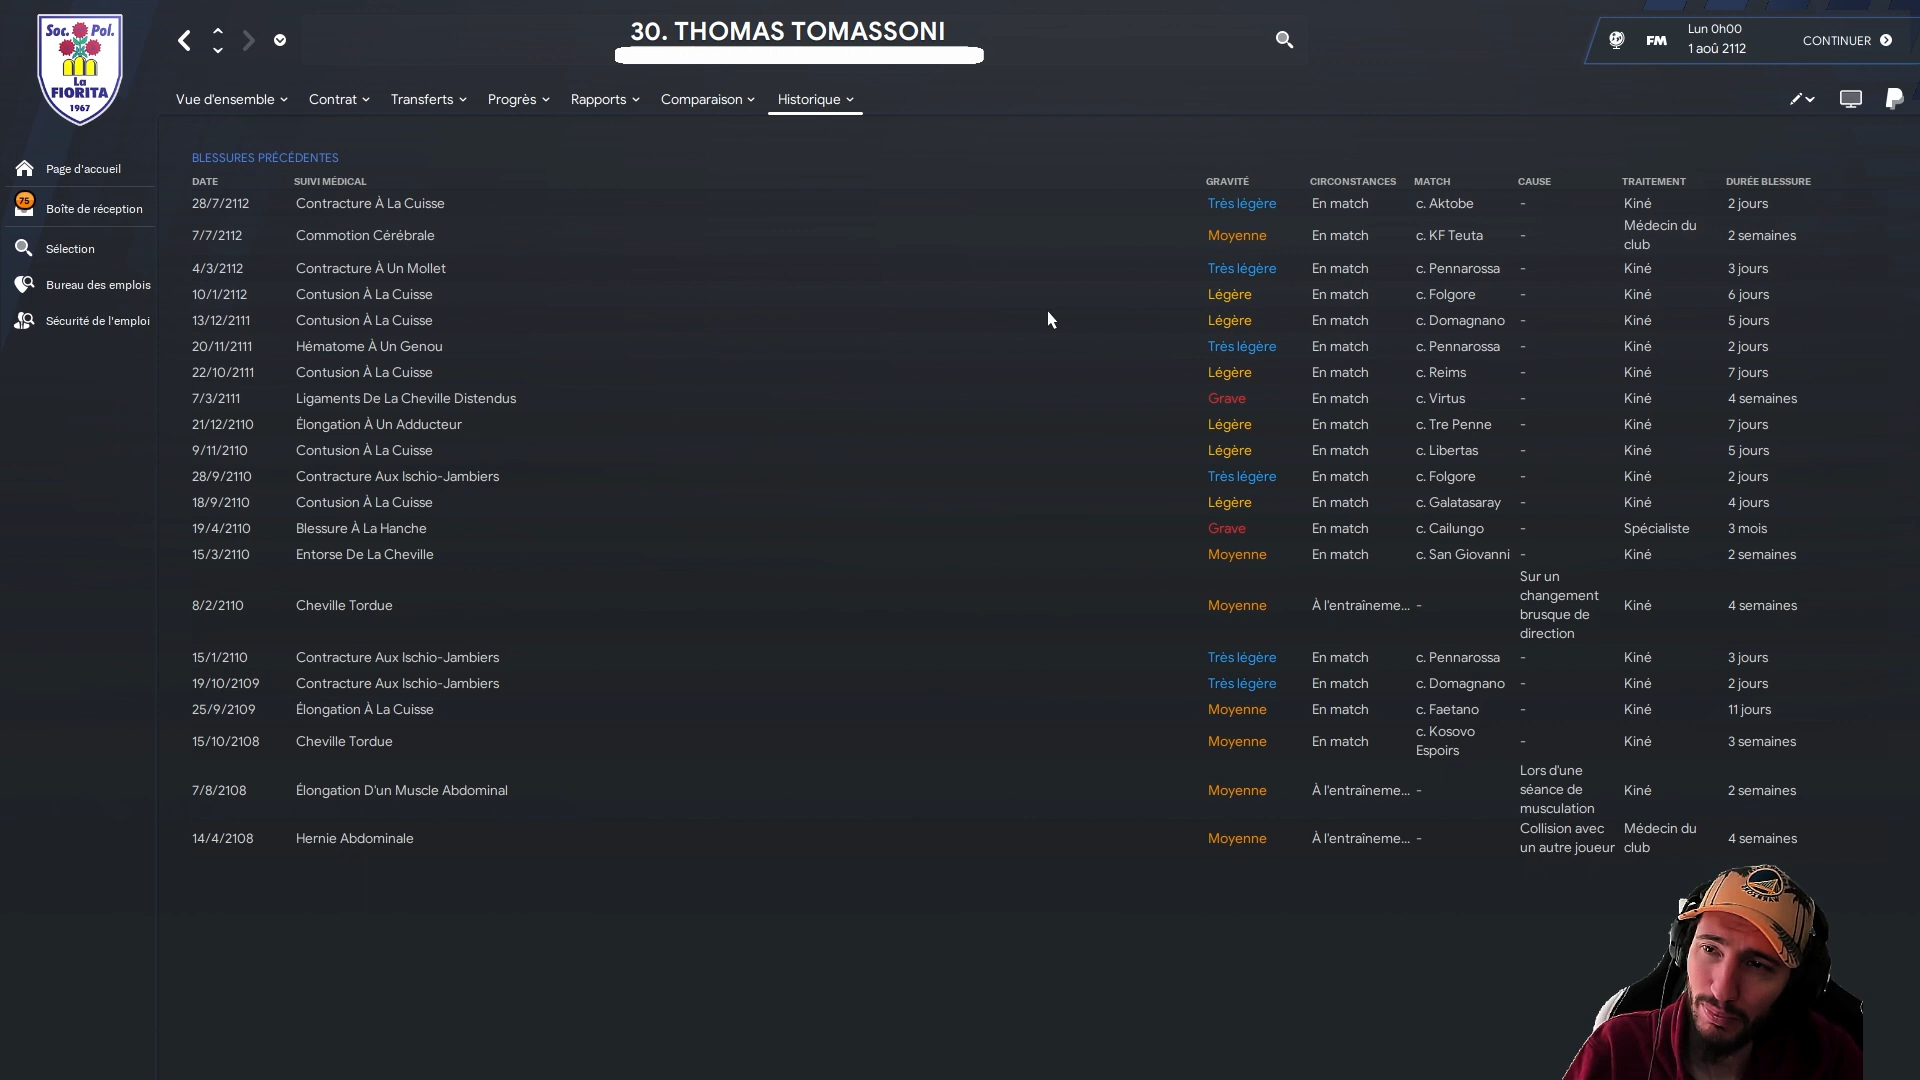 Soc. Pol.
La
FIORITA
1967
30. THOMAS TOMASSONI
FM
Lun 0h00
1 aoû 2112
CONTINUER
Vue d'ensemble
Contrat
Transferts
Progrès
Rapports
Comparaison
Historique
Page d'accueil
75
Boîte de réception
Sélection
Bureau des emplois
Sécurité de l'emploi
BLESSURES PRÉCÉDENTES
DATE SUIVI MÉDICAL GRAVITÉ CIRCONSTANCES MATCH CAUSE TRAITEMENT DURÉE BLESSURE
28/7/2112 Contracture À La Cuisse Très légère En match c. Aktobe - Kiné 2 jours
7/7/2112 Commotion Cérébrale Moyenne En match c. KF Teuta - Médecin du
club 2 semaines
4/3/2112 Contracture À Un Mollet Très légère En match c. Pennarossa - Kiné 3 jours
10/1/2112 Contusion À La Cuisse Légère En match c. Folgore - Kiné 6 jours
13/12/2111 Contusion À La Cuisse Légère En match c. Domagnano - Kiné 5 jours
20/11/2111 Hématome À Un Genou Très légère En match c. Pennarossa - Kiné 2 jours
22/10/2111 Contusion À La Cuisse Légère En match c. Reims - Kiné 7 jours
7/3/2111 Ligaments De La Cheville Distendus Grave En match c. Virtus - Kiné 4 semaines
21/12/2110 Élongation À Un Adducteur Légère En match c. Tre Penne - Kiné 7 jours
9/11/2110 Contusion À La Cuisse Légère En match c. Libertas - Kiné 5 jours
28/9/2110 Contracture Aux Ischio-Jambiers Très légère En match c. Folgore - Kiné 2 jours
18/9/2110 Contusion À La Cuisse Légère En match c. Galatasaray - Kiné 4 jours
19/4/2110 Blessure À La Hanche Grave En match c. Cailungo - Spécialiste 3 mois
15/3/2110 Entorse De La Cheville Moyenne En match c. San Giovanni - Kiné 2 semaines
8/2/2110 Cheville Tordue Moyenne À l'entraîneme... - Sur un
changement
brusque de
direction Kiné 4 semaines
15/1/2110 Contracture Aux Ischio-Jambiers Très légère En match c. Pennarossa - Kiné 3 jours
19/10/2109 Contracture Aux Ischio-Jambiers Très légère En match c. Domagnano - Kiné 2 jours
25/9/2109 Élongation À La Cuisse Moyenne En match c. Faetano - Kiné 11 jours
15/10/2108 Cheville Tordue Moyenne En match c. Kosovo
Espoirs - Kiné 3 semaines
7/8/2108 Élongation D'un Muscle Abdominal Moyenne À l'entraîneme... - Lors d'une
séance de
musculation Kiné 2 semaines
14/4/2108 Hernie Abdominale Moyenne À l'entraîneme... - Collision avec
un autre joueur Médecin du
club 4 semaines